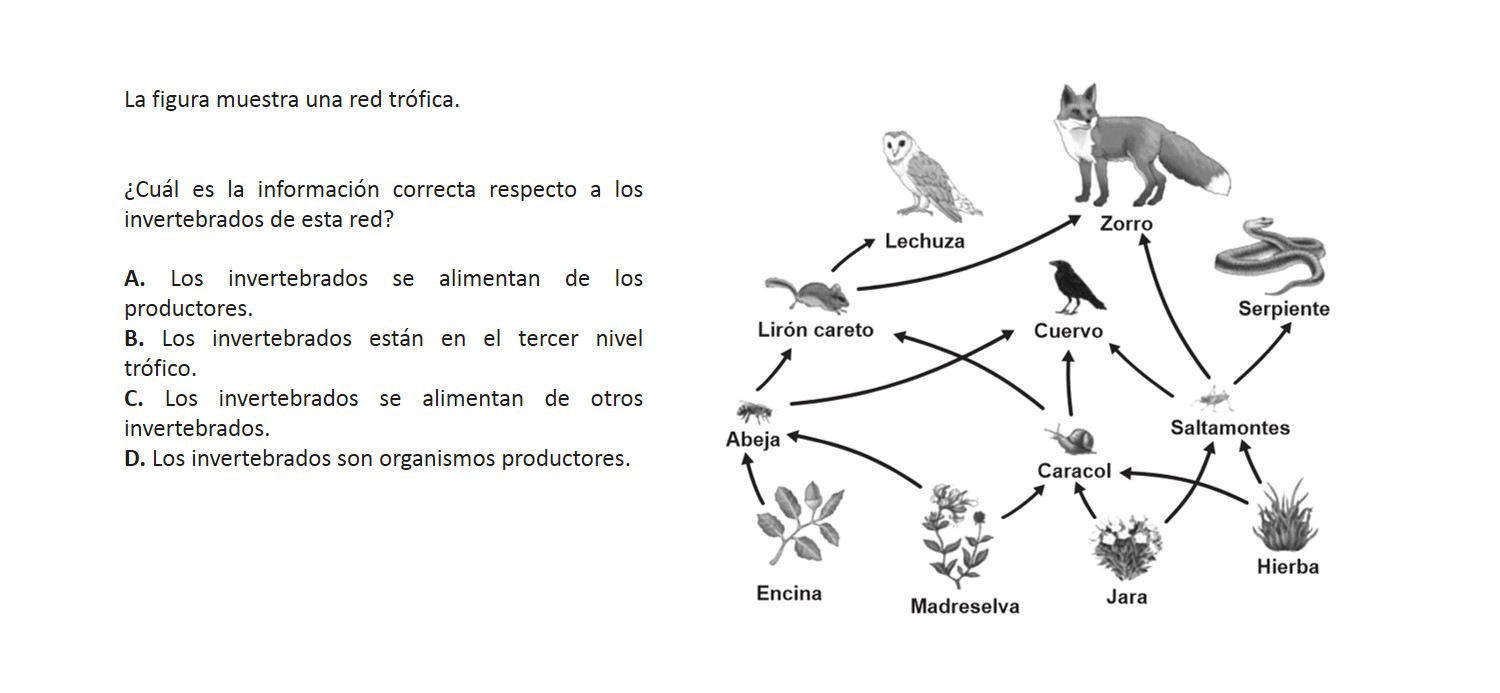 La figura muestra una red trófica.
¿Cuál es la información correcta respecto a los
invertebrados de esta red?
A. Los invertebrados se alimentan de los
productores.
B. Los invertebrados están en el tercer nivel
trófico.
C. Los invertebrados se alimentan de otros
invertebrados.
D. Los invertebrados son organismos productores.
Zorro
Lechuza
Serpiente
Lirón careto
Cuervo
Saltamontes
Abeja
Caracol
Hierba
Encina
Madreselva
Jara